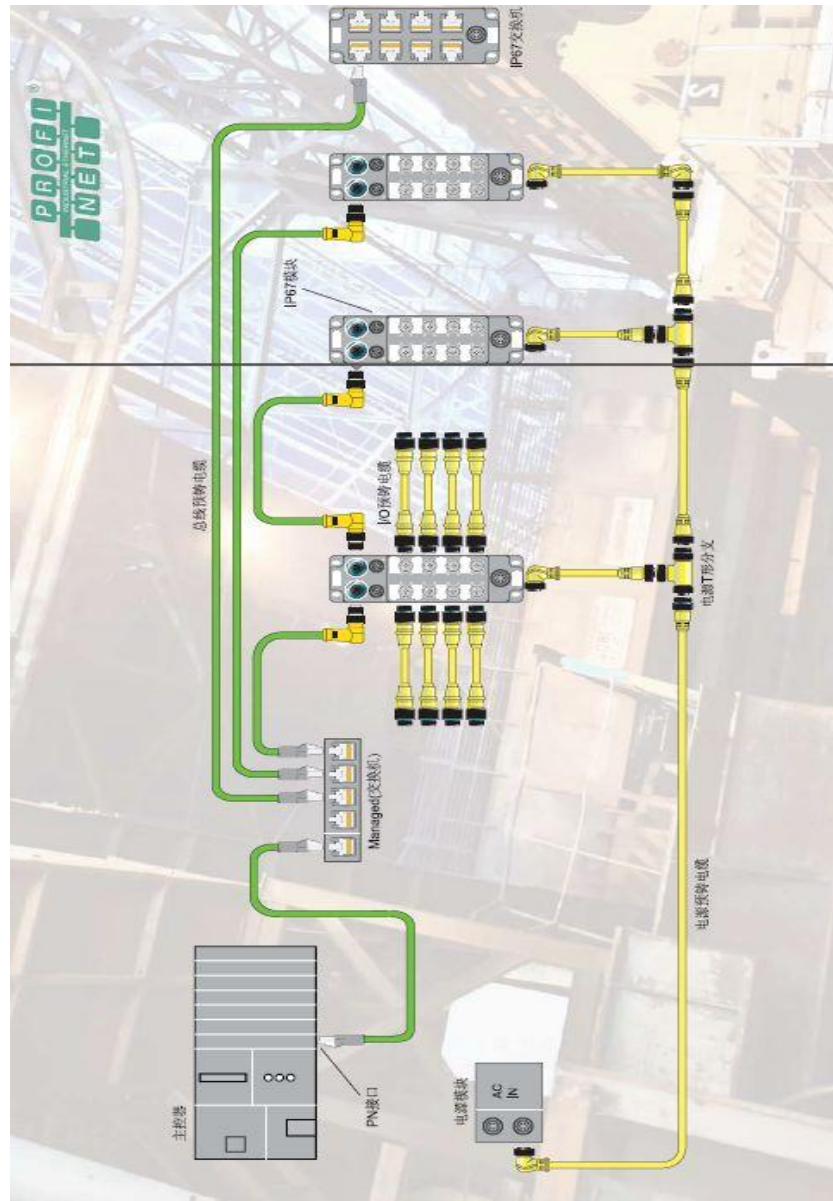 PROFI
INDUSTRIAL ETHERNET
NET
®
IP67交换机
IP67模块
总线预铸电缆
I/O预铸电缆
电源T形分支
Managed(交换机)
电源预铸电缆
主控器
PN接口
电源模块
AC
IN